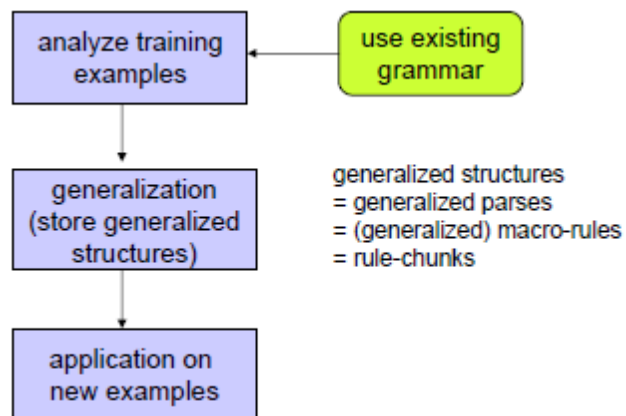 analyze training
examples
use existing
grammar
generalization
(store generalized
structures)
generalized structures
= generalized parses
= (generalized) macro-rules
= rule-chunks
application on
new examples